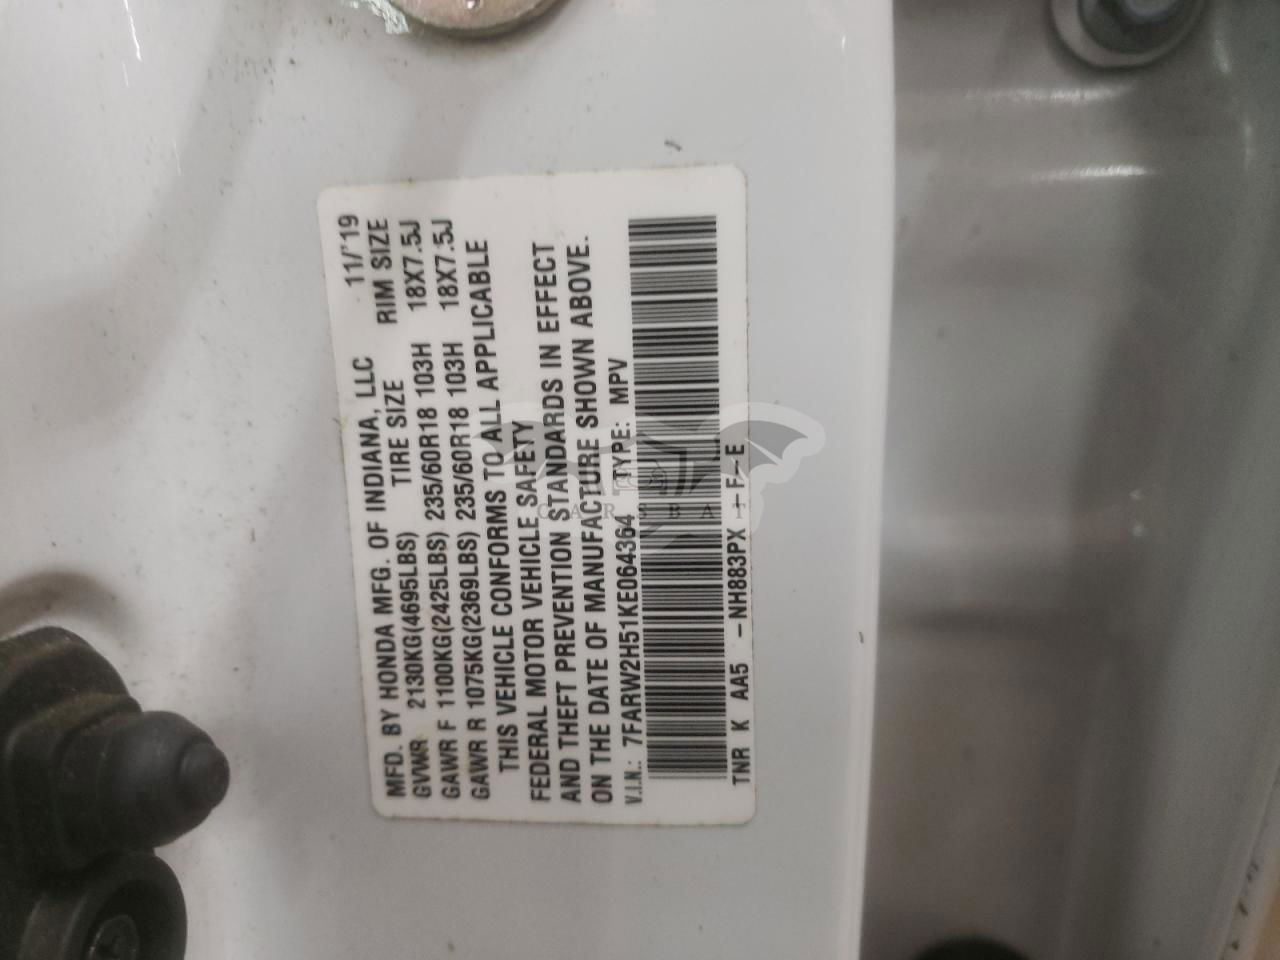 MFD. BY HONDA MFG. OF INDIANA, LLC 11/'19
TIRE SIZE RIM SIZE
GVWR 2130KG(4695LBS)
GAWR F 1100KG(2425LBS) 235/60R18 103H 18X7.5J
GAWR R 1075KG(2369LBS) 235/60R18 103H 18X7.5J
THIS VEHICLE CONFORMS TO ALL APPLICABLE
FEDERAL MOTOR VEHICLE SAFETY
AND THEFT PREVENTION STANDARDS IN EFFECT
ON THE DATE OF MANUFACTURE SHOWN ABOVE.
V.I.N.: 7FARW2H51KE064364 TYPE: MPV
TNR K AA5 -NH883PX - F- E
CARSBAT